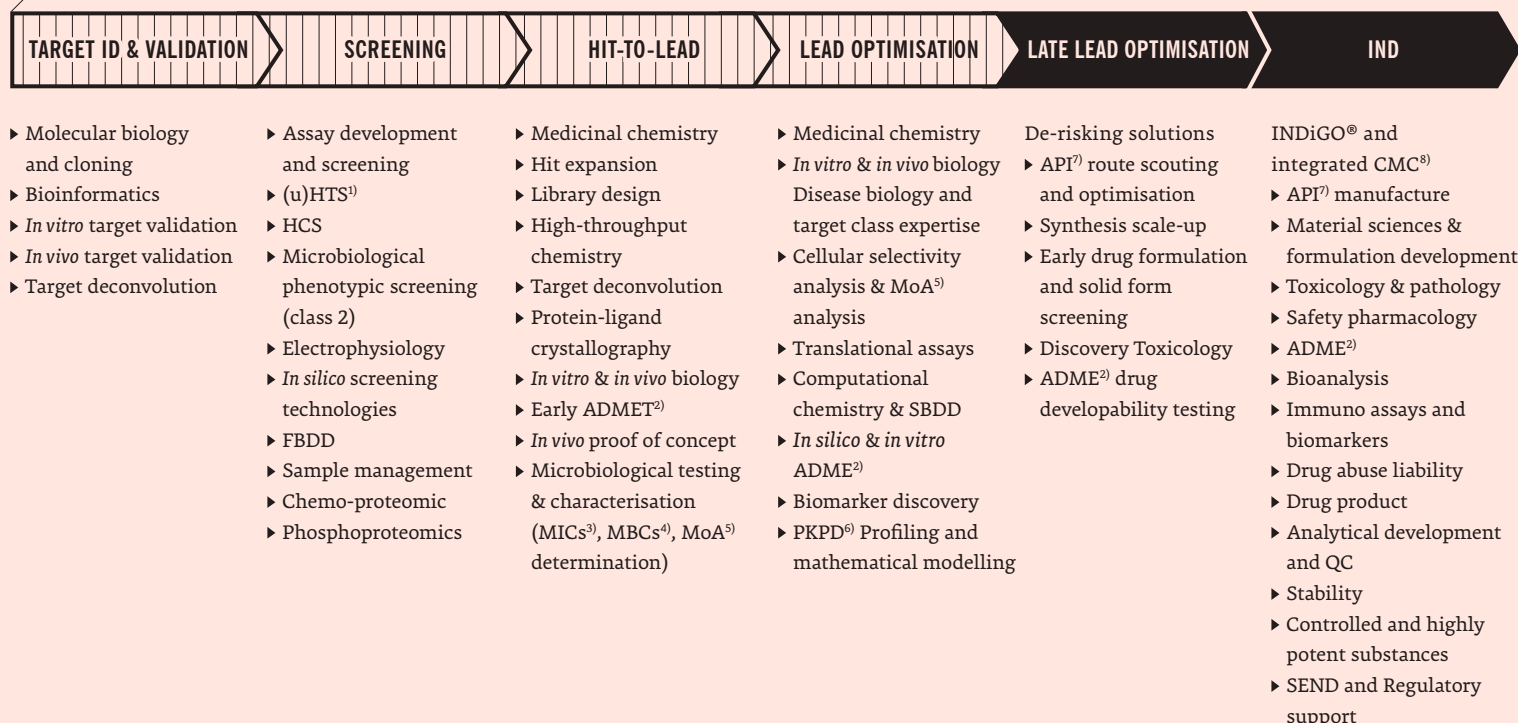 TARGET ID & VALIDATION
SCREENING
HIT-TO-LEAD
LEAD OPTIMISATION
LATE LEAD OPTIMISATION
IND
▸ Molecular biology
and cloning
▸ Bioinformatics
▸ In vitro target validation
▸ In vivo target validation
▸ Target deconvolution
▸ Assay development
and screening
▸ (u)HTS¹⁾
▸ HCS
▸ Microbiological
phenotypic screening
(class 2)
▸ Electrophysiology
▸ In silico screening
technologies
▸ FBDD
▸ Sample management
▸ Chemo-proteomic
▸ Phosphoproteomics
▸ Medicinal chemistry
▸ Hit expansion
▸ Library design
▸ High-throughput
chemistry
▸ Target deconvolution
▸ Protein-ligand
crystallography
▸ In vitro & in vivo biology
▸ Early ADMET²⁾
▸ In vivo proof of concept
▸ Microbiological testing
& characterisation
(MICs³⁾, MBCs⁴⁾, MoA⁵⁾
determination)
▸ Medicinal chemistry
▸ In vitro & in vivo biology
Disease biology and
target class expertise
▸ Cellular selectivity
analysis & MoA⁵⁾
analysis
▸ Translational assays
▸ Computational
chemistry & SBDD
▸ In silico & in vitro
ADME²⁾
▸ Biomarker discovery
▸ PKPD⁶⁾ Profiling and
mathematical modelling
De-risking solutions
▸ API⁷⁾ route scouting
and optimisation
▸ Synthesis scale-up
▸ Early drug formulation
and solid form
screening
▸ Discovery Toxicology
▸ ADME²⁾ drug
developability testing
INDiGO® and
integrated CMC⁸⁾
▸ API⁷⁾ manufacture
▸ Material sciences &
formulation development
▸ Toxicology & pathology
▸ Safety pharmacology
▸ ADME²⁾
▸ Bioanalysis
▸ Immuno assays and
biomarkers
▸ Drug abuse liability
▸ Drug product
▸ Analytical development
and QC
▸ Stability
▸ Controlled and highly
potent substances
▸ SEND and Regulatory
support